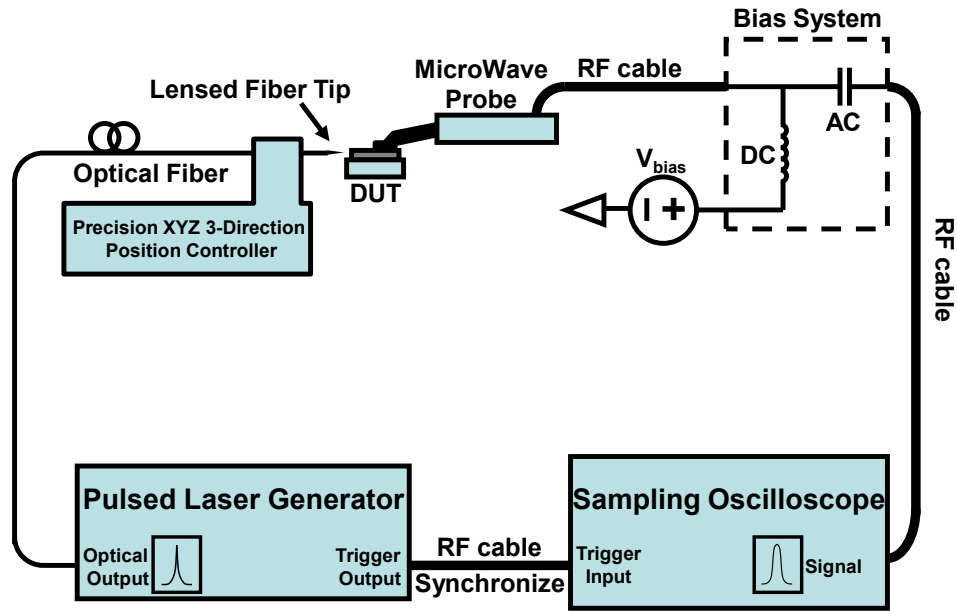 Bias System
MicroWave
Probe
RF cable
Lensed Fiber Tip
AC
DC
Vbias
Optical Fiber
DUT
Precision XYZ 3-Direction
Position Controller
RF cable
Pulsed Laser Generator
Sampling Oscilloscope
Optical
Output
Trigger
Output
RF cable
Synchronize
Trigger
Input
Signal